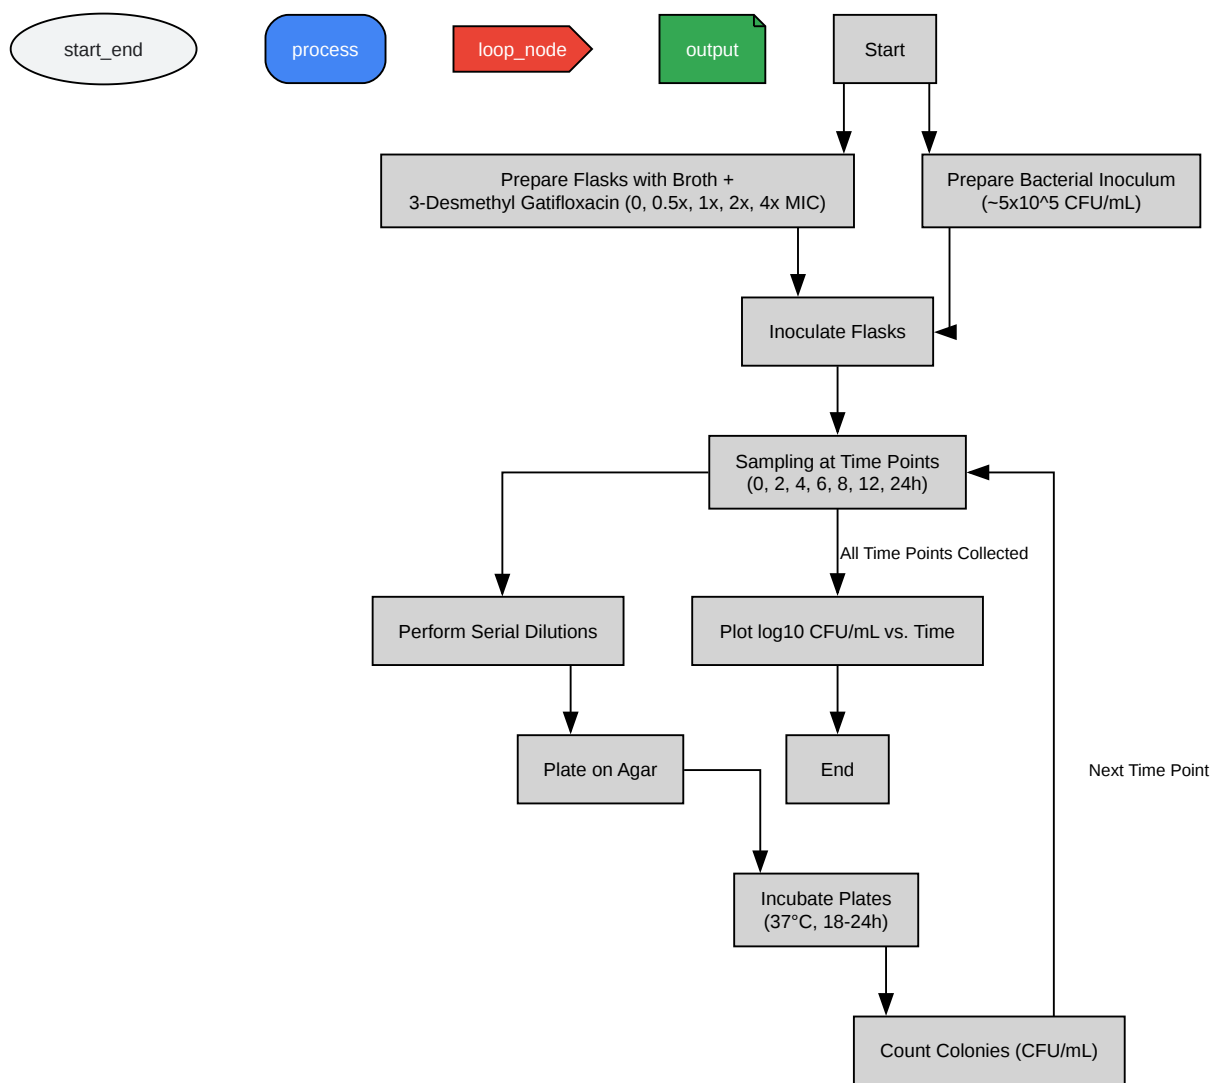 start_end
process
loop_node
output
Start
Prepare Flasks with Broth +
3-Desmethyl Gatifloxacin (0, 0.5x, 1x, 2x, 4x MIC)
Prepare Bacterial Inoculum
(~5x10^5 CFU/mL)
Inoculate Flasks
Sampling at Time Points
(0, 2, 4, 6, 8, 12, 24h)
All Time Points Collected
Perform Serial Dilutions
Plot log10 CFU/mL vs. Time
Plate on Agar
End
Next Time Point
Incubate Plates
(37°C, 18-24h)
Count Colonies (CFU/mL)